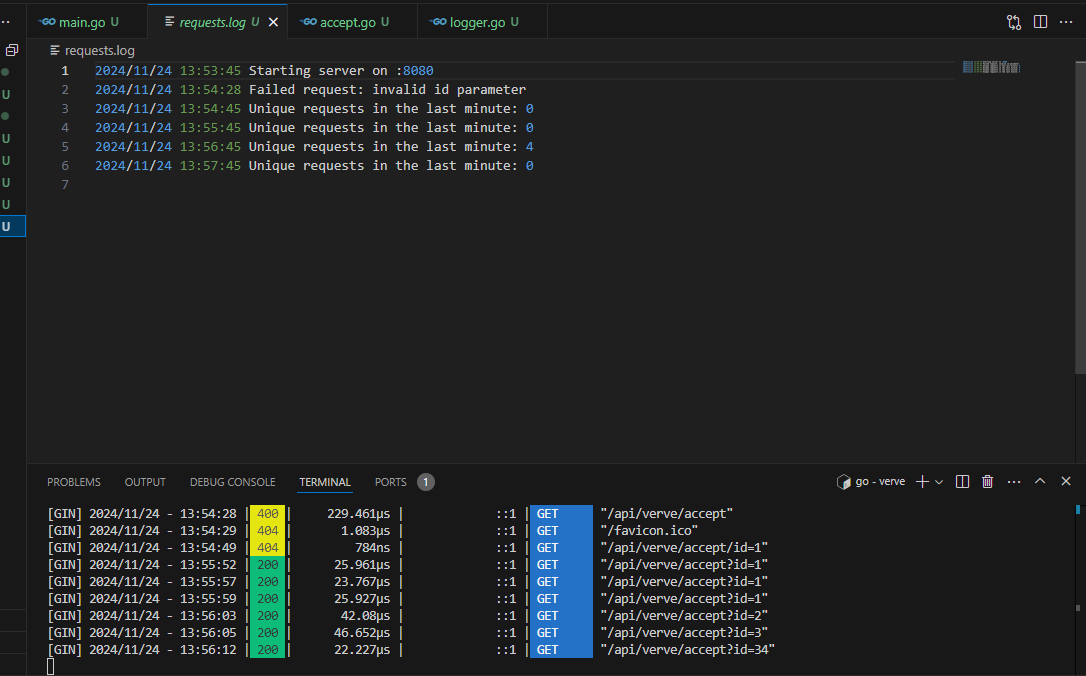 main.go U requests.log U accept.go U logger.go U
requests.log
U
U
U
U
U
U
1 2024/11/24 13:53:45 Starting server on :8080
2 2024/11/24 13:54:28 Failed request: invalid id parameter
3 2024/11/24 13:54:45 Unique requests in the last minute: 0
4 2024/11/24 13:55:45 Unique requests in the last minute: 0
5 2024/11/24 13:56:45 Unique requests in the last minute: 4
6 2024/11/24 13:57:45 Unique requests in the last minute: 0
7
PROBLEMS OUTPUT DEBUG CONSOLE TERMINAL PORTS 1 go - verve
[GIN] 2024/11/24 - 13:54:28 | 400 | 229.461µs | ::1 | GET "/api/verve/accept"
[GIN] 2024/11/24 - 13:54:29 | 404 | 1.083µs | ::1 | GET "/favicon.ico"
[GIN] 2024/11/24 - 13:54:49 | 404 | 784ns | ::1 | GET "/api/verve/accept/id=1"
[GIN] 2024/11/24 - 13:55:52 | 200 | 25.961µs | ::1 | GET "/api/verve/accept?id=1"
[GIN] 2024/11/24 - 13:55:57 | 200 | 23.767µs | ::1 | GET "/api/verve/accept?id=1"
[GIN] 2024/11/24 - 13:55:59 | 200 | 25.927µs | ::1 | GET "/api/verve/accept?id=1"
[GIN] 2024/11/24 - 13:56:03 | 200 | 42.08µs | ::1 | GET "/api/verve/accept?id=2"
[GIN] 2024/11/24 - 13:56:05 | 200 | 46.652µs | ::1 | GET "/api/verve/accept?id=3"
[GIN] 2024/11/24 - 13:56:12 | 200 | 22.227µs | ::1 | GET "/api/verve/accept?id=34"